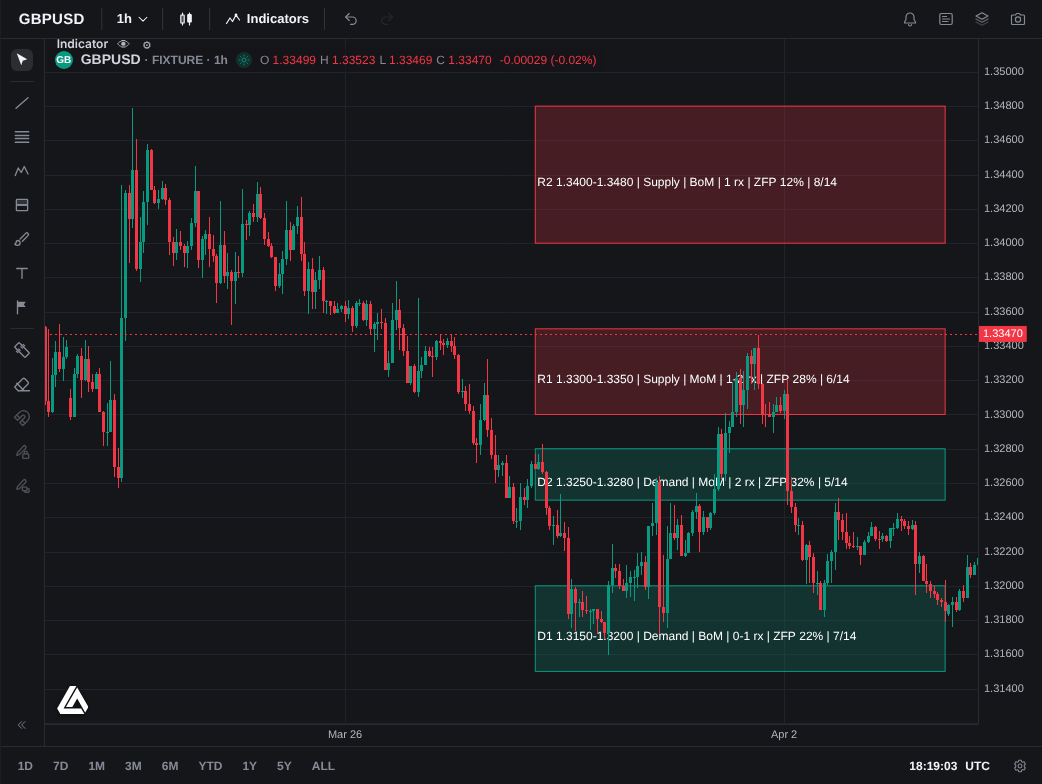 GBPUSD 1h Indicators
Indicator
GB GBPUSD · FIXTURE · 1h O 1.33499 H 1.33523 L 1.33469 C 1.33470 -0.00029 (-0.02%)
1.35000
1.34800
1.34600
1.34400
R2 1.3400-1.3480 | Supply | BoM | 1 rx | ZFP 12% | 8/14
1.34200
1.34000
1.33800
1.33600
1.33470
1.33400
R1 1.3300-1.3350 | Supply | MoM | 1-2 rx | ZFP 28% | 6/14
1.33200
1.33000
1.32800
D2 1.3250-1.3280 | Demand | MoM | 2 rx | ZFP 32% | 5/14
1.32600
1.32400
1.32200
1.32000
1.31800
D1 1.3150-1.3200 | Demand | BoM | 0-1 rx | ZFP 22% | 7/14
1.31600
1.31400
Mar 26 Apr 2
1D 7D 1M 3M 6M YTD 1Y 5Y ALL 18:19:03 UTC